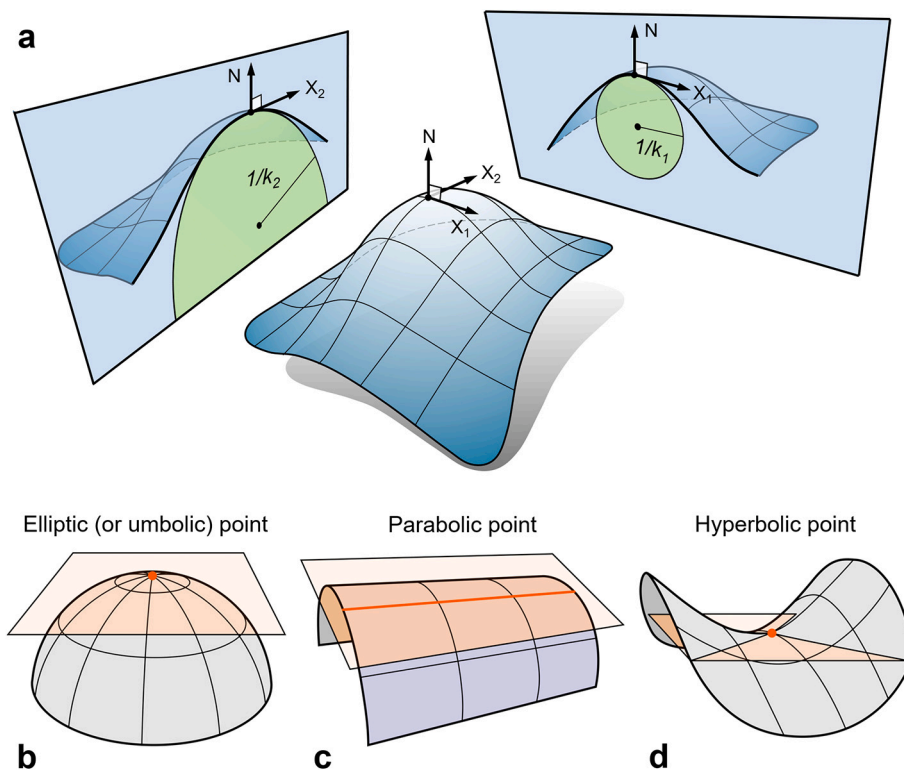 a
N
X₂
1/k₂
N
X₂
X₁
N
X₁
1/k₁
Elliptic (or umbolic) point
Parabolic point
Hyperbolic point
b
c
d